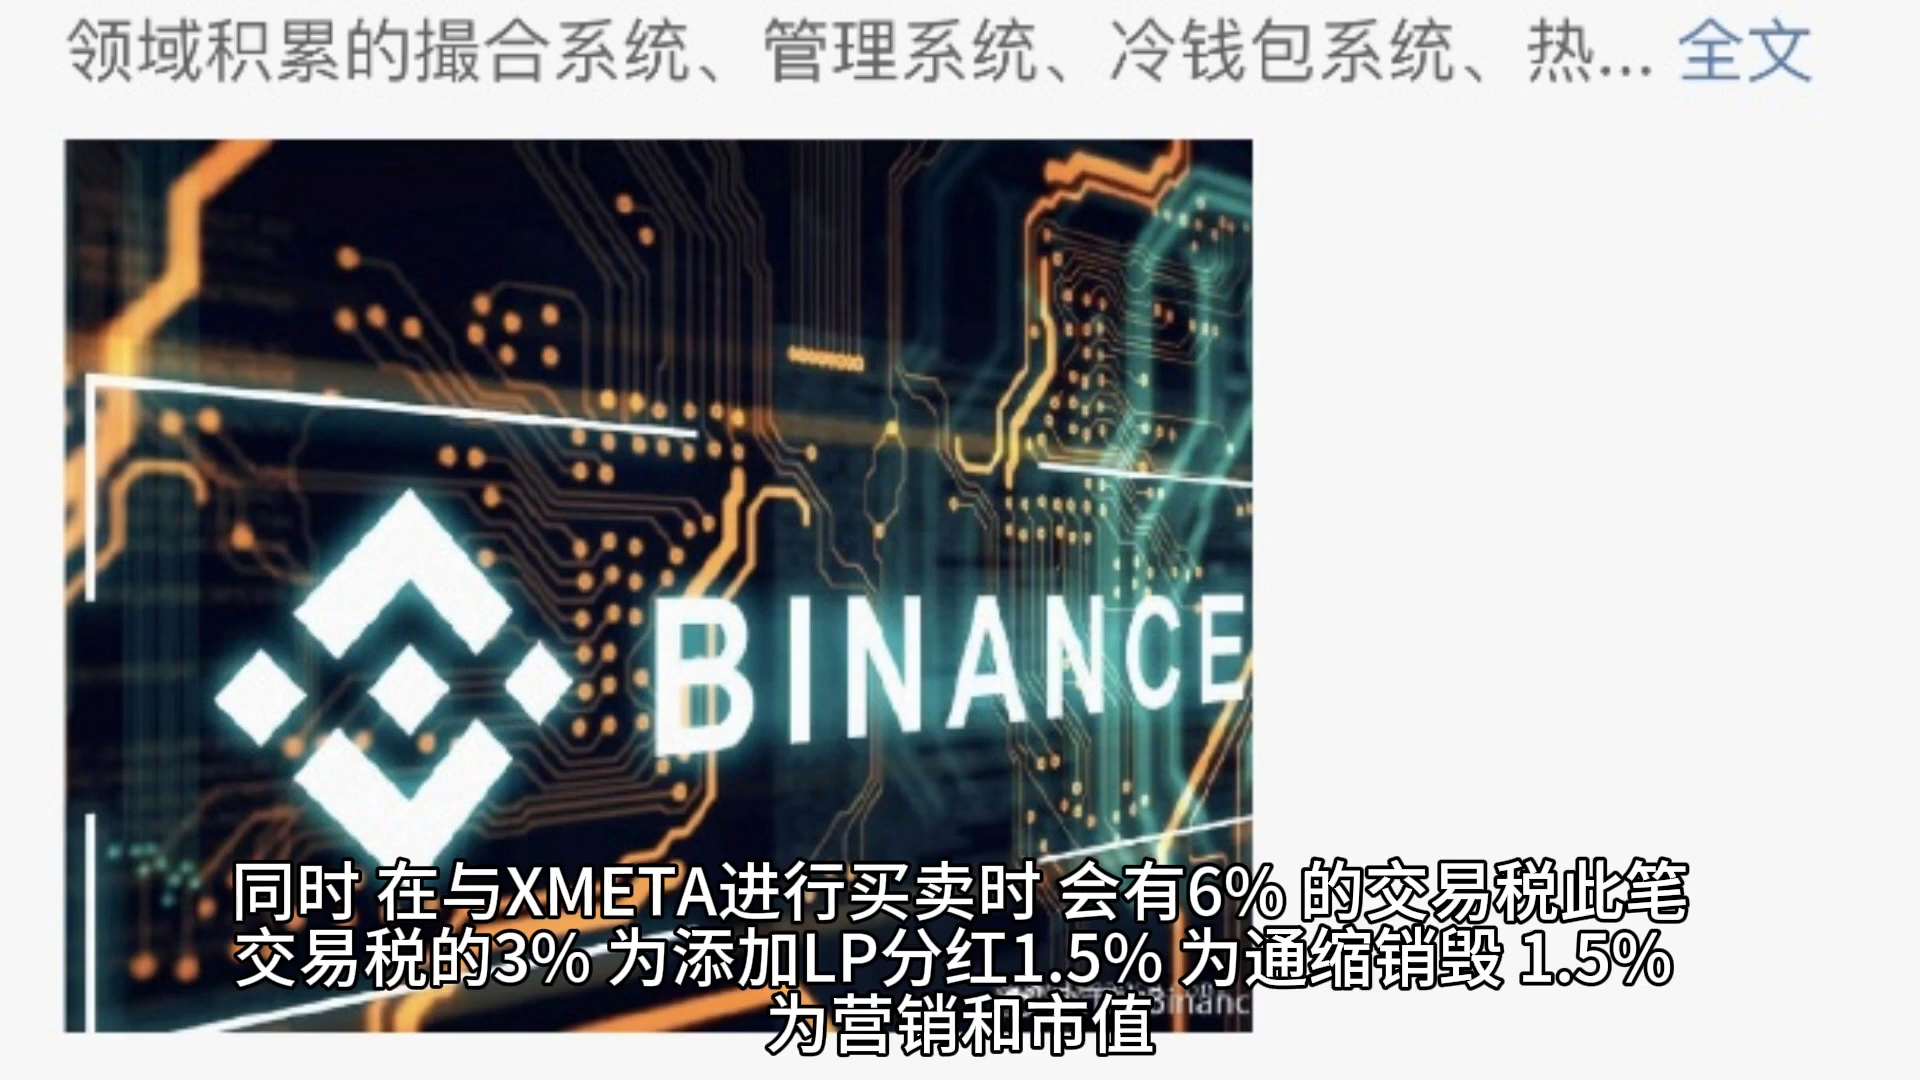 领域积累的撮合系统、管理系统、冷钱包系统、热... 全文
BINANCE
同时 在与XMETA进行买卖时 会有6% 的交易税此笔
交易税的3% 为添加LP分红1.5% 为通缩销毁 1.5%
为营销和市值